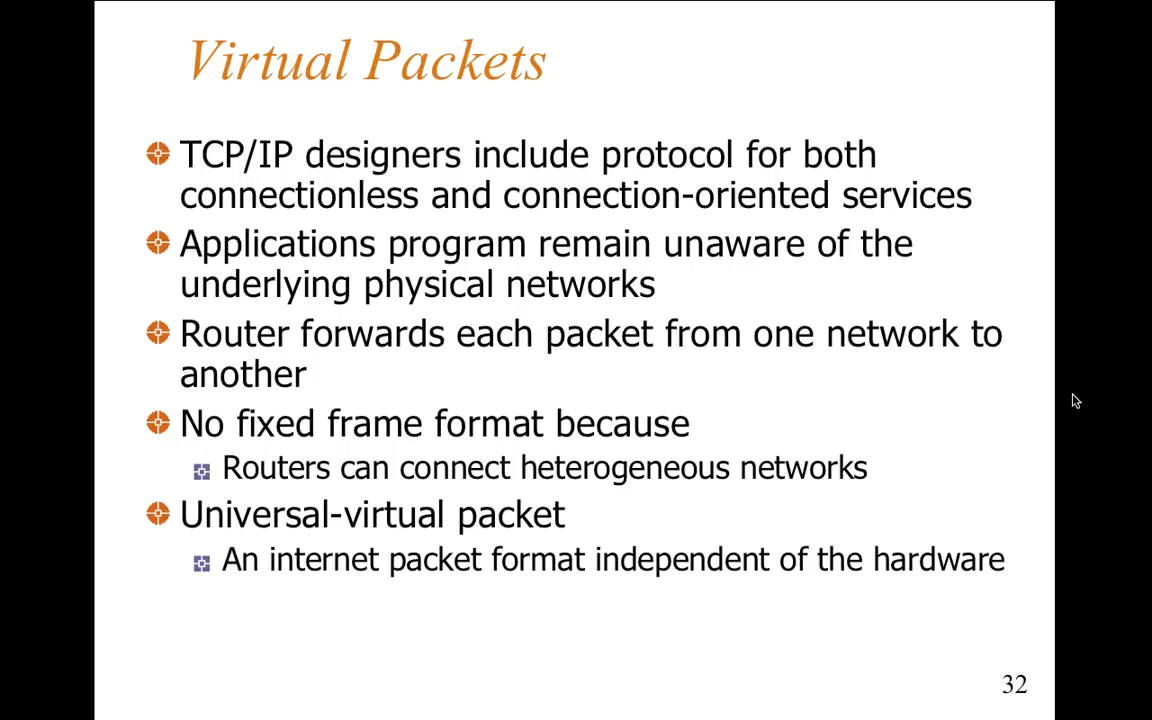 Virtual Packets
TCP/IP designers include protocol for both
connectionless and connection-oriented services
Applications program remain unaware of the
underlying physical networks
Router forwards each packet from one network to
another
No fixed frame format because
Routers can connect heterogeneous networks
Universal-virtual packet
An internet packet format independent of the hardware
32